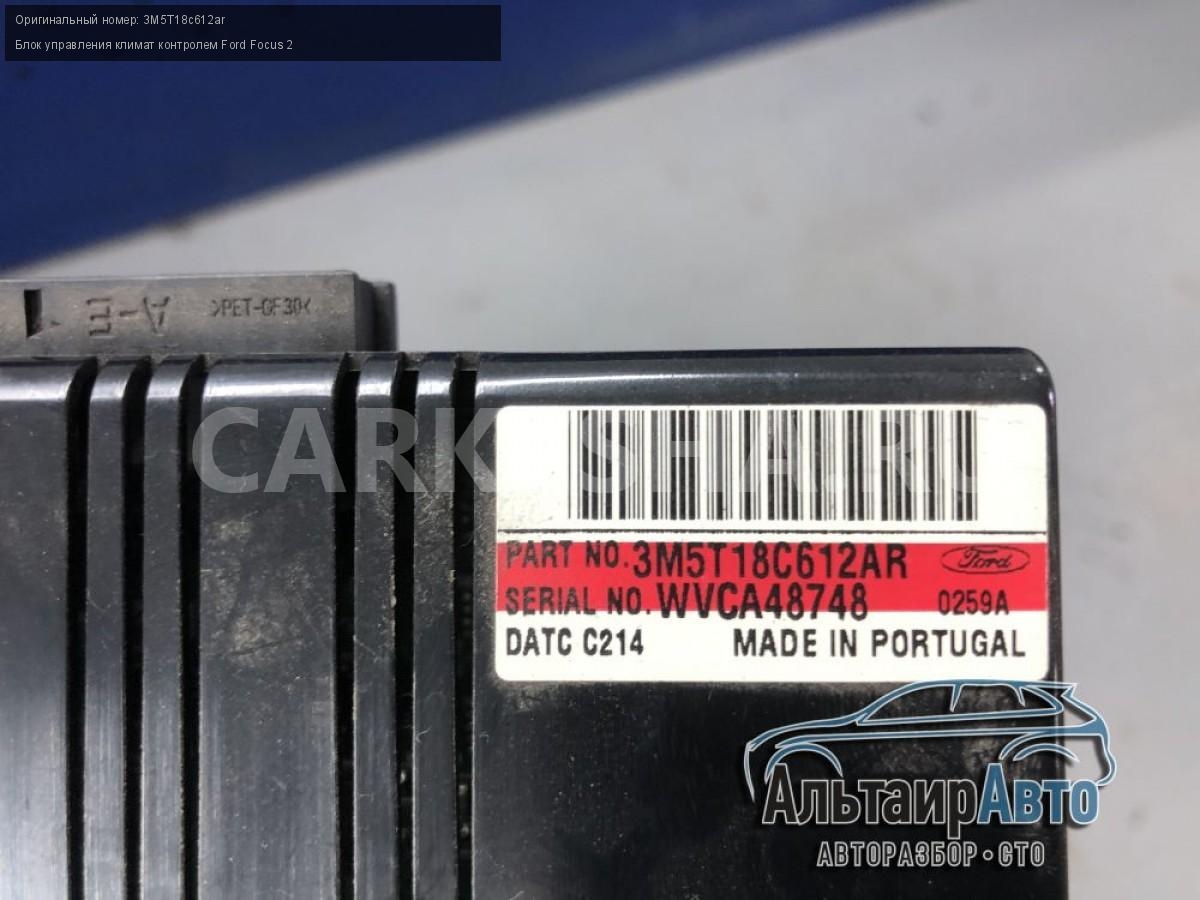 Оригинальный номер: 3M5T18c612ar
Блок управления климат контролем Ford Focus 2
>PET-GF30<
PART NO. 3M5T18C612AR Ford
SERIAL NO. WVCA48748 0259A
DATC C214 MADE IN PORTUGAL
АльтаирАвто
АВТОРАЗБОР • СТО